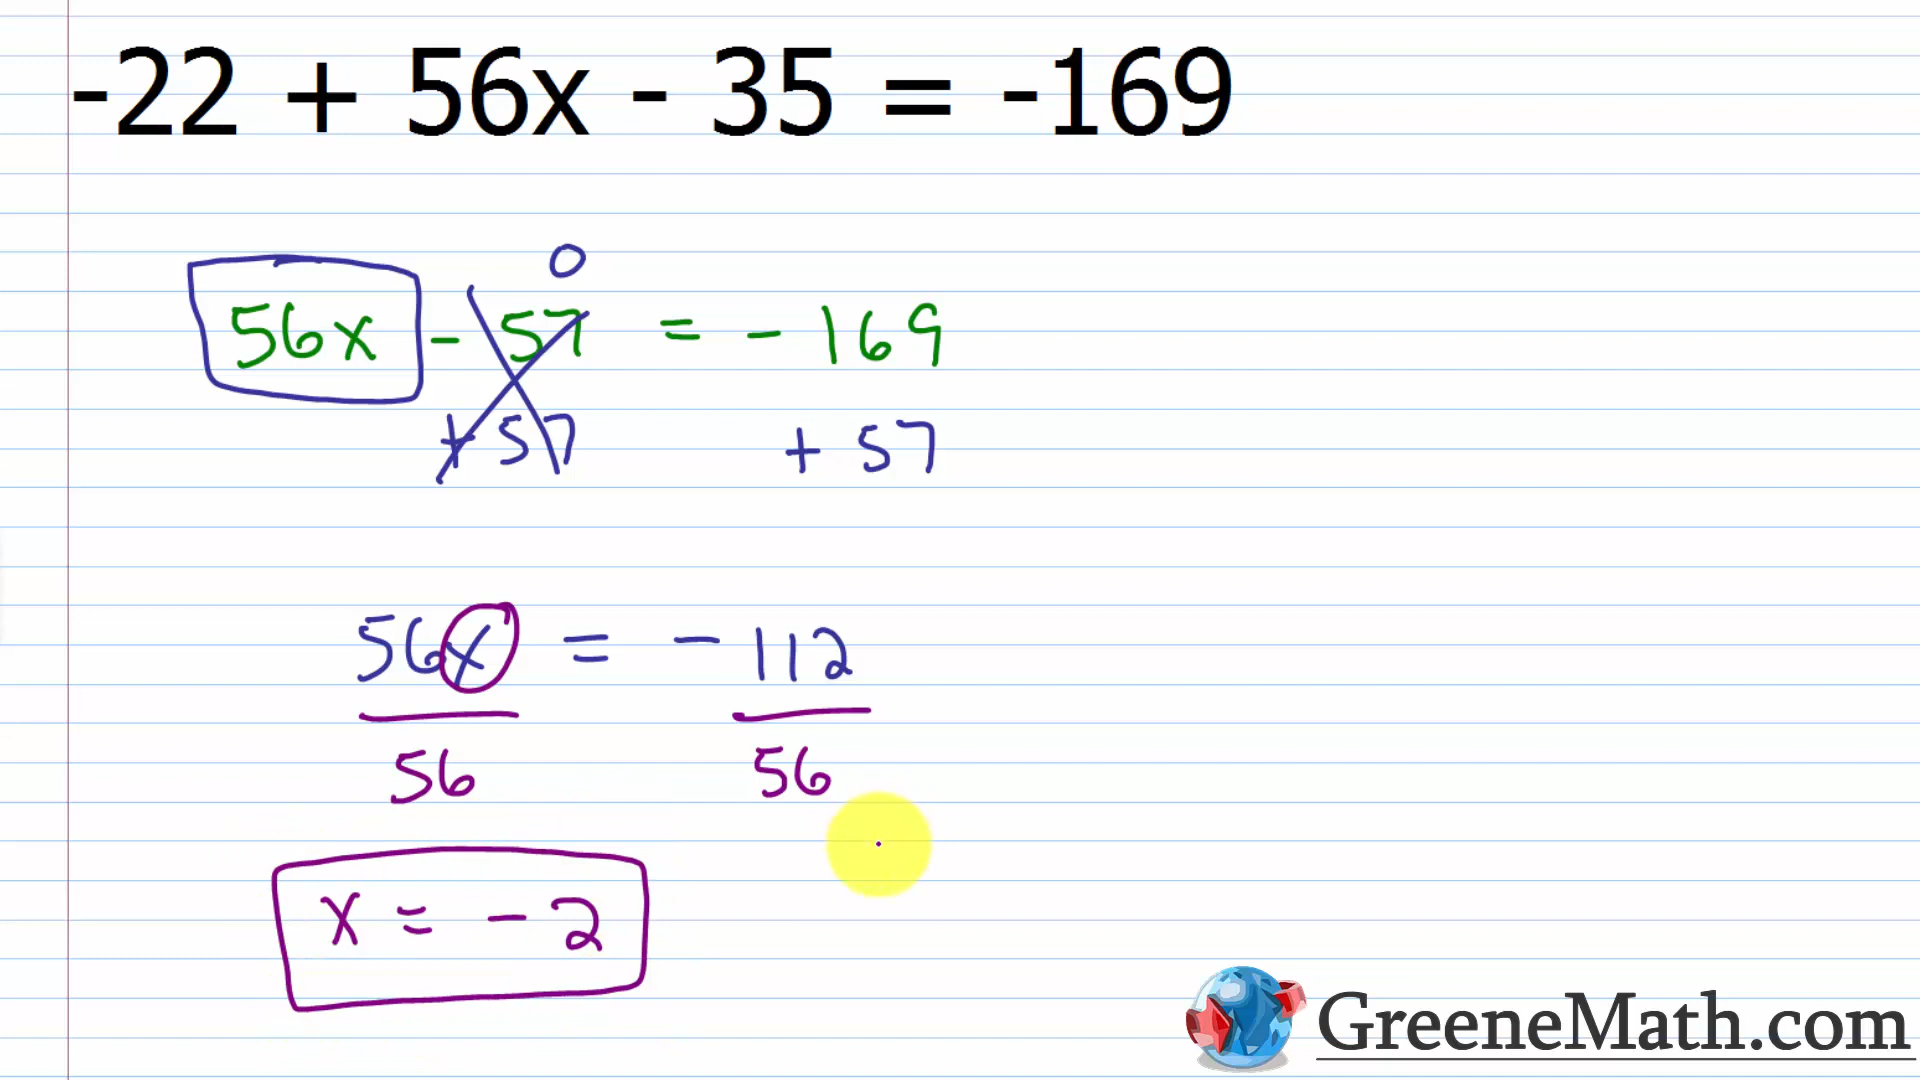 -22 + 56x - 35 = -169
0
56x - 57 = - 169
+ 57 + 57
56x = - 112
56 56
x = - 2
GreeneMath.com